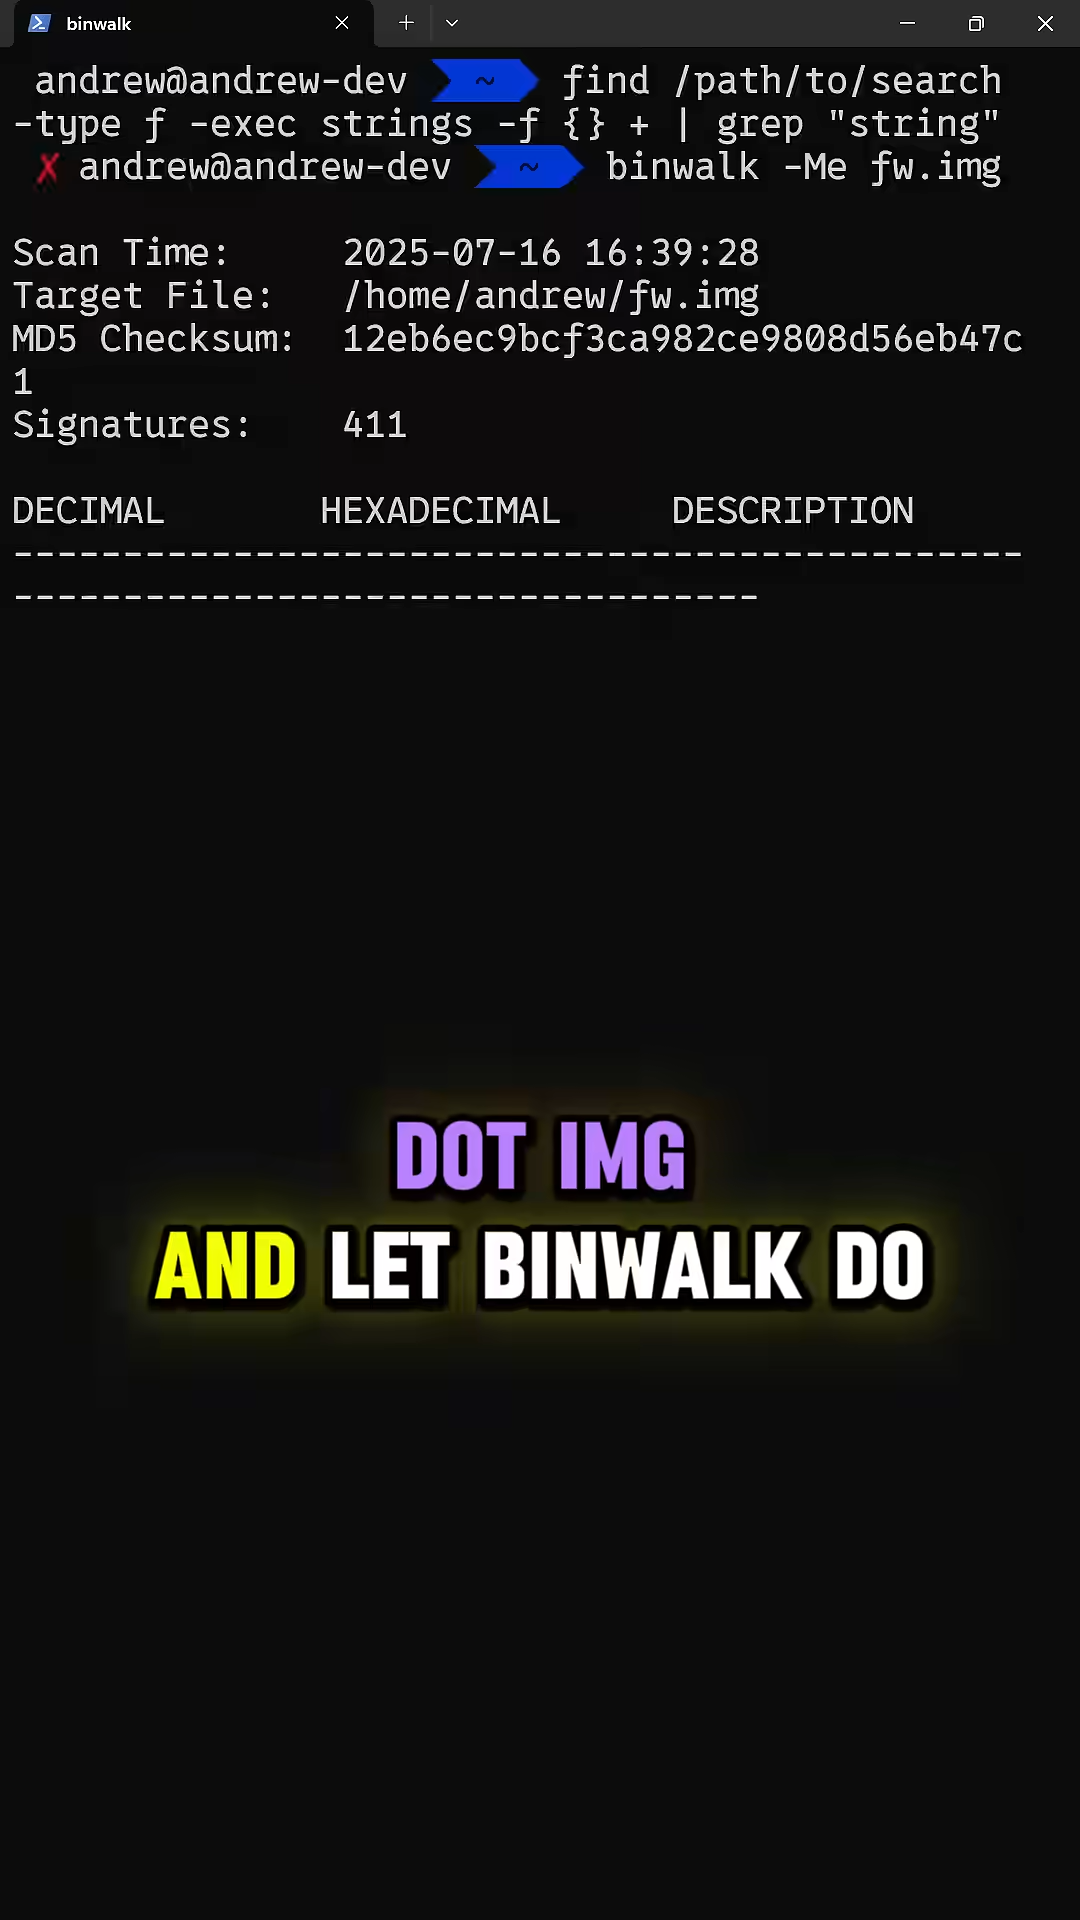 binwalk
andrew@andrew-dev ~ find /path/to/search
-type f -exec strings -f {} + | grep "string"
✗ andrew@andrew-dev ~ binwalk -Me fw.img
Scan Time: 2025-07-16 16:39:28
Target File: /home/andrew/fw.img
MD5 Checksum: 12eb6ec9bcf3ca982ce9808d56eb47c
1
Signatures: 411
DECIMAL HEXADECIMAL DESCRIPTION
-----------------------------------------------
----------------------------------
DOT IMG
AND LET BINWALK DO